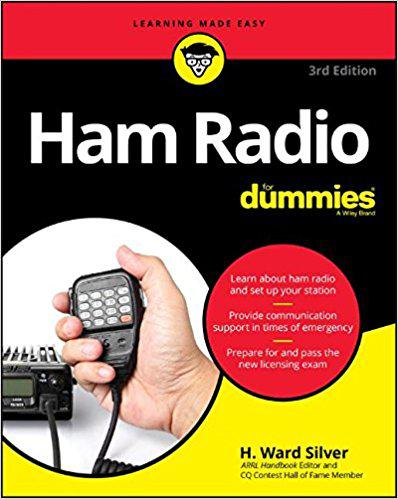 LEARNING MADE EASY
3rd Edition
Ham Radio
for
dummies®
A Wiley Brand
Learn about ham radio
and set up your station
Provide communication
support in times of emergency
Prepare for and pass the
new licensing exam
H. Ward Silver
ARRL Handbook Editor and
CQ Contest Hall of Fame Member